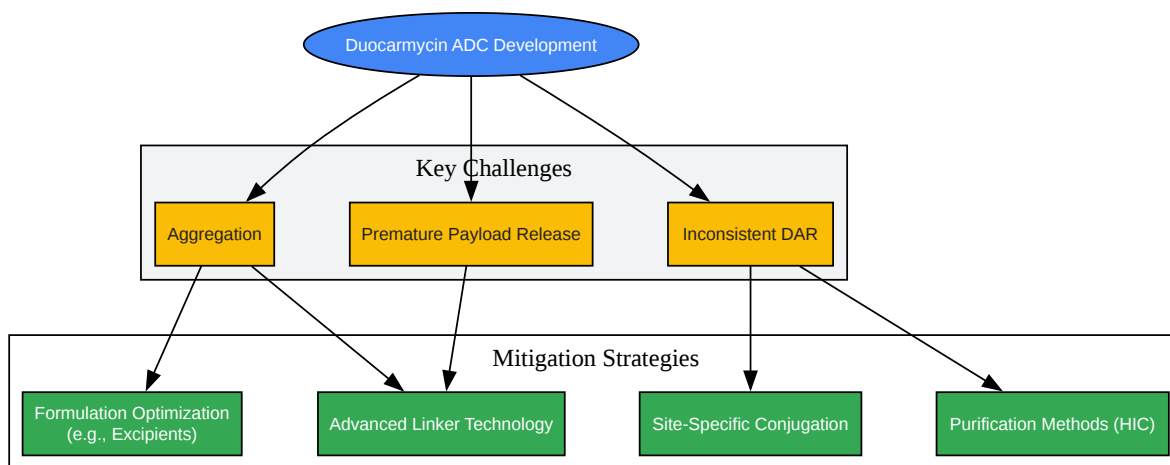 Duocarmycin ADC Development
Key Challenges
Aggregation
Premature Payload Release
Inconsistent DAR
Mitigation Strategies
Formulation Optimization
(e.g., Excipients)
Advanced Linker Technology
Site-Specific Conjugation
Purification Methods (HIC)